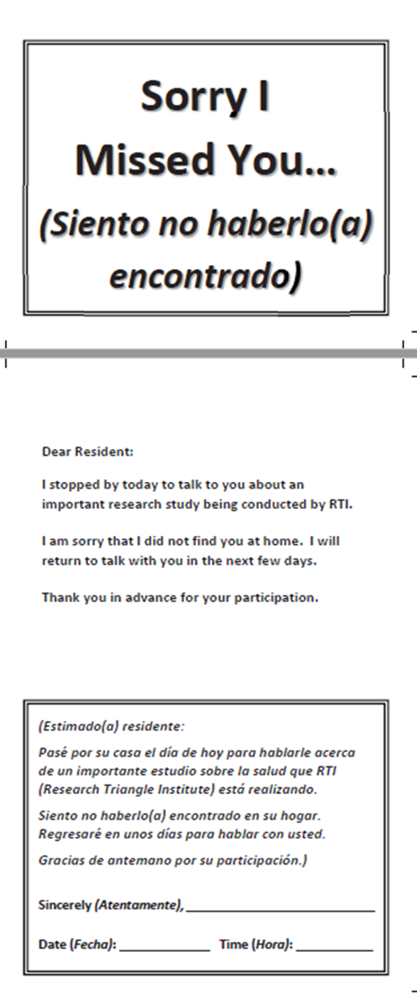 Sorry I
Missed You...
(Siento no haberlo(a)
encontrado)
Dear Resident:
I stopped by today to talk to you about an
important research study being conducted by RTI.
I am sorry that I did not find you at home.  I will
return to talk with you in the next few days.
Thank you in advance for your participation.
(Estimado(a) residente:
Pasé por su casa el día de hoy para hablarle acerca
de un importante estudio sobre la salud que RTI
(Research Triangle Institute) está realizando.
Siento no haberlo(a) encontrado en su hogar.
Regresaré en unos días para hablar con usted.
Gracias de antemano por su participación.)
Sincerely (Atentamente), ____________________________
Date (Fecha): _____________ Time (Hora): ___________